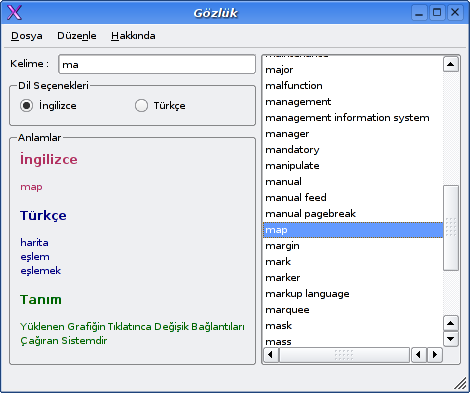 Gözlük
Dosya Düzenle Hakkında
Kelime : ma
Dil Seçenekleri
İngilizce Türkçe
Anlamlar
İngilizce
map
Türkçe
harita
eşlem
eşlemek
Tanım
Yüklenen Grafiğin Tıklatınca Değişik Bağlantıları
Çağıran Sistemdir
maintenance
major
malfunction
management
management information system
manager
mandatory
manipulate
manual
manual feed
manual pagebreak
map
margin
mark
marker
markup language
marquee
mask
mass